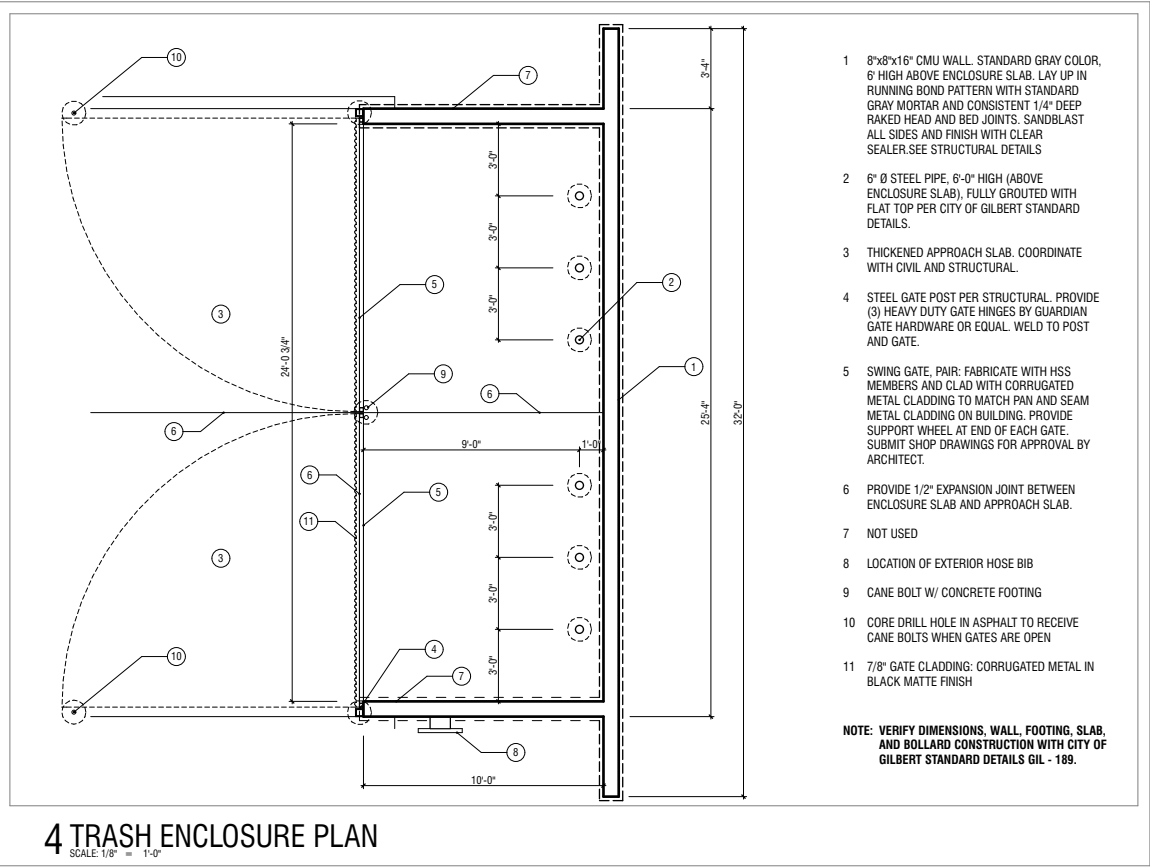 10
7
3'-4"
3'-0"
3'-0"
3'-0"
5
2
3
24'-0 3/4"
1
9
6
6
25'-4"
32'-0"
9'-0"
1'-0"
6
5
11
3
3'-0"
3'-0"
3'-0"
4
10
7
8
10'-0"
1 8"x8"x16" CMU WALL. STANDARD GRAY COLOR,
6' HIGH ABOVE ENCLOSURE SLAB. LAY UP IN
RUNNING BOND PATTERN WITH STANDARD
GRAY MORTAR AND CONSISTENT 1/4" DEEP
RAKED HEAD AND BED JOINTS. SANDBLAST
ALL SIDES AND FINISH WITH CLEAR
SEALER.SEE STRUCTURAL DETAILS
2 6" Ø STEEL PIPE, 6'-0" HIGH (ABOVE
ENCLOSURE SLAB), FULLY GROUTED WITH
FLAT TOP PER CITY OF GILBERT STANDARD
DETAILS.
3 THICKENED APPROACH SLAB. COORDINATE
WITH CIVIL AND STRUCTURAL.
4 STEEL GATE POST PER STRUCTURAL. PROVIDE
(3) HEAVY DUTY GATE HINGES BY GUARDIAN
GATE HARDWARE OR EQUAL. WELD TO POST
AND GATE.
5 SWING GATE, PAIR: FABRICATE WITH HSS
MEMBERS AND CLAD WITH CORRUGATED
METAL CLADDING TO MATCH PAN AND SEAM
METAL CLADDING ON BUILDING. PROVIDE
SUPPORT WHEEL AT END OF EACH GATE.
SUBMIT SHOP DRAWINGS FOR APPROVAL BY
ARCHITECT.
6 PROVIDE 1/2" EXPANSION JOINT BETWEEN
ENCLOSURE SLAB AND APPROACH SLAB.
7 NOT USED
8 LOCATION OF EXTERIOR HOSE BIB
9 CANE BOLT W/ CONCRETE FOOTING
10 CORE DRILL HOLE IN ASPHALT TO RECEIVE
CANE BOLTS WHEN GATES ARE OPEN
11 7/8" GATE CLADDING: CORRUGATED METAL IN
BLACK MATTE FINISH
NOTE: VERIFY DIMENSIONS, WALL, FOOTING, SLAB,
AND BOLLARD CONSTRUCTION WITH CITY OF
GILBERT STANDARD DETAILS GIL - 189.
4 TRASH ENCLOSURE PLAN
SCALE: 1/8" = 1'-0"